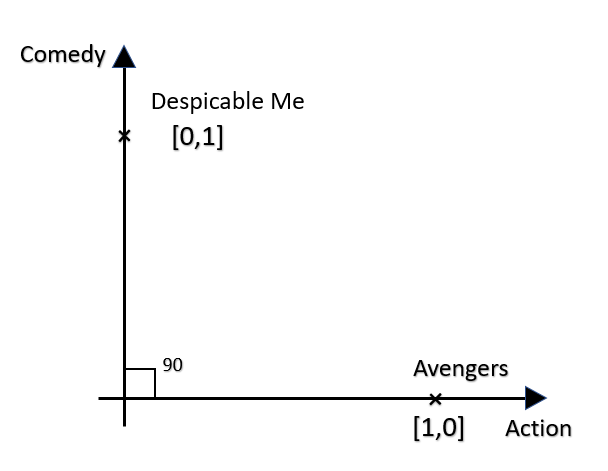 Comedy
Despicable Me
[0,1]
90
Avengers
[1,0]
Action